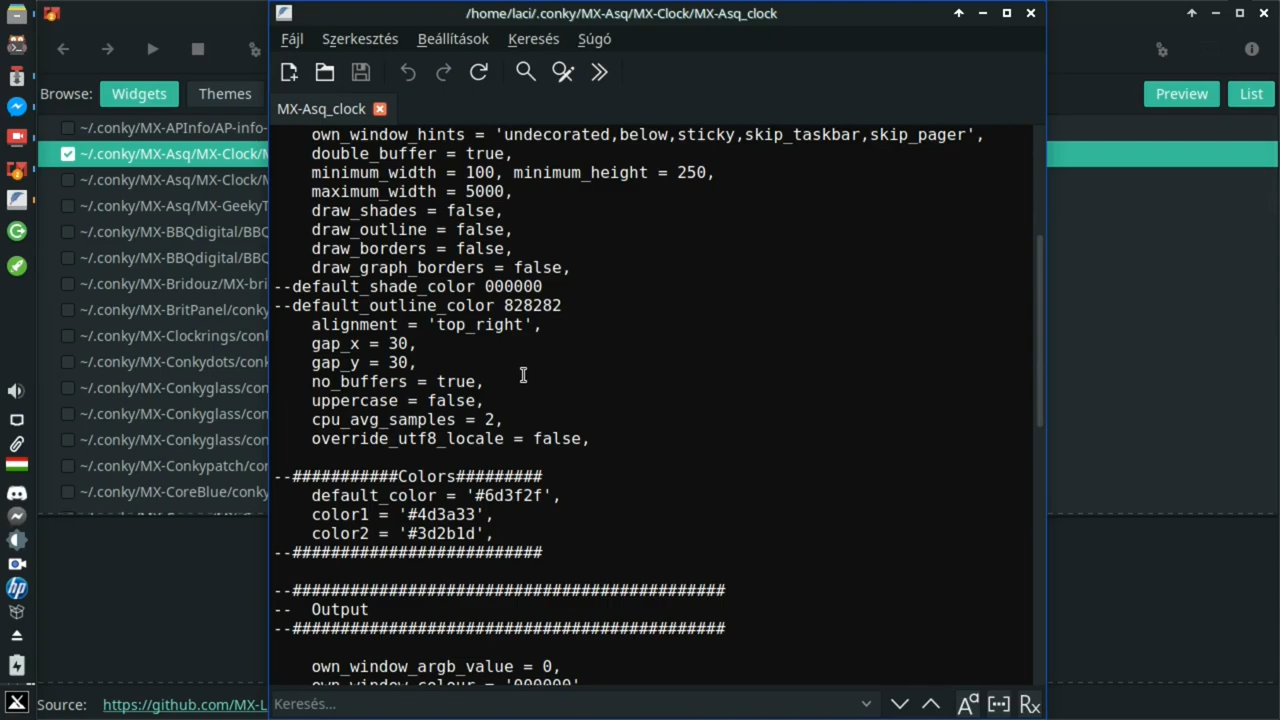 /home/laci/.conky/MX-Asq/MX-Clock/MX-Asq_clock
Fájl Szerkesztés Beállítások Keresés Súgó
Browse: Widgets Themes
Preview List
MX-Asq_clock
~/.conky/MX-APInfo/AP-info-
~/.conky/MX-Asq/MX-Clock/M
~/.conky/MX-Asq/MX-Clock/M
~/.conky/MX-Asq/MX-GeekyT
~/.conky/MX-BBQdigital/BBQ
~/.conky/MX-BBQdigital/BBQ
~/.conky/MX-Bridouz/MX-bri
~/.conky/MX-BritPanel/conky
~/.conky/MX-Clockrings/conk
~/.conky/MX-Conkydots/conk
~/.conky/MX-Conkyglass/con
~/.conky/MX-Conkyglass/con
~/.conky/MX-Conkyglass/con
~/.conky/MX-Conkypatch/cor
~/.conky/MX-CoreBlue/conky
own_window_hints = 'undecorated,below,sticky,skip_taskbar,skip_pager',
double_buffer = true,
minimum_width = 100, minimum_height = 250,
maximum_width = 5000,
draw_shades = false,
draw_outline = false,
draw_borders = false,
draw_graph_borders = false,
--default_shade_color 000000
--default_outline_color 828282
alignment = 'top_right',
gap_x = 30,
gap_y = 30,
no_buffers = true,
uppercase = false,
cpu_avg_samples = 2,
override_utf8_locale = false,
--###########Colors#########
default_color = '#6d3f2f',
color1 = '#4d3a33',
color2 = '#3d2b1d',
--##########################
--#############################################
-- Output
--#############################################
own_window_argb_value = 0,
own_window_colour = '000000'
Keresés...
Source: https://github.com/MX-L
hp